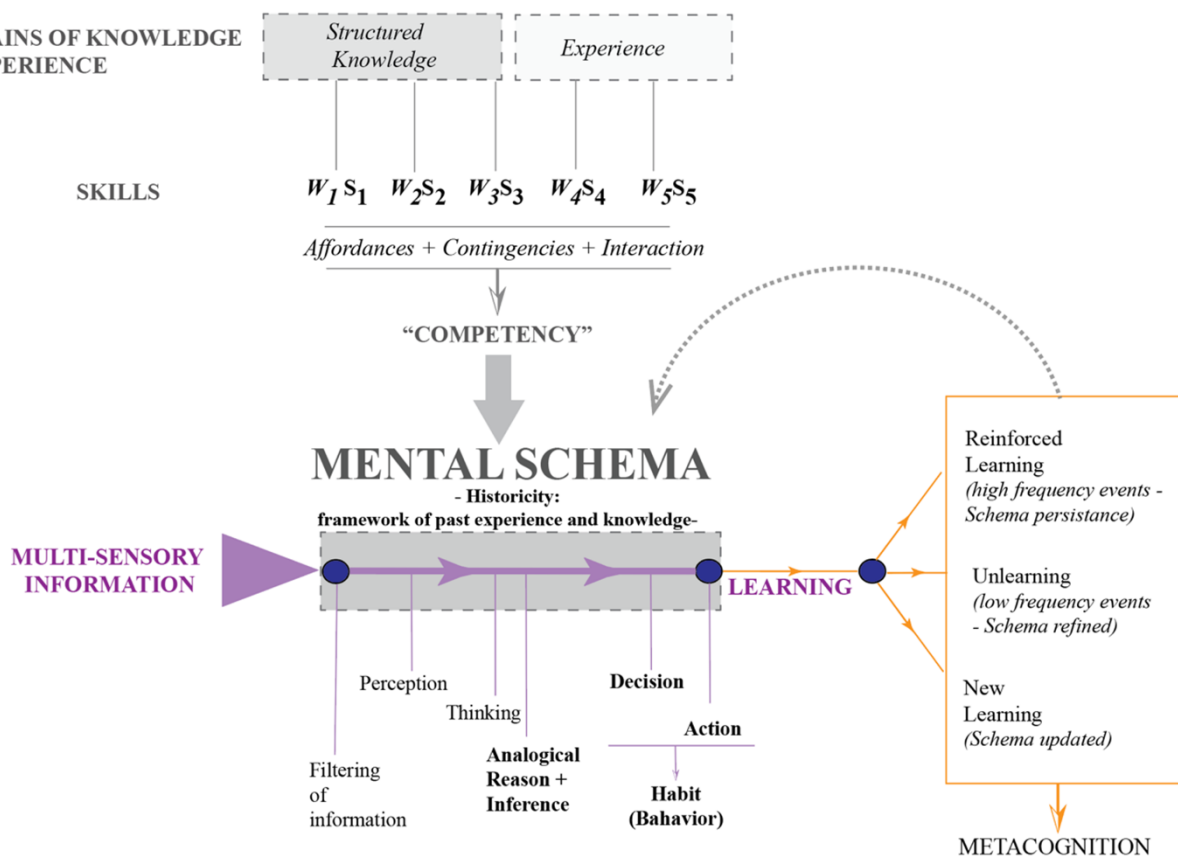 AINS OF KNOWLEDGE
PERIENCE
Structured
Knowledge
Experience
SKILLS
W1 S1 W2S2 W3S3 W4S4 W5S5
Affordances + Contingencies + Interaction
“COMPETENCY”
MENTAL SCHEMA
- Historicity:
framework of past experience and knowledge-
MULTI-SENSORY
INFORMATION
LEARNING
Perception
Thinking
Filtering
of
information
Analogical
Reason +
Inference
Decision
Action
Habit
(Bahavior)
Reinforced
Learning
(high frequency events -
Schema persistance)
Unlearning
(low frequency events
- Schema refined)
New
Learning
(Schema updated)
METACOGNITION